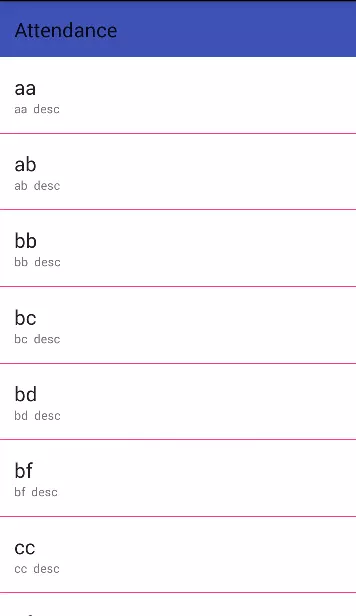 Attendance
aa
aa desc
ab
ab desc
bb
bb desc
bc
bc desc
bd
bd desc
bf
bf desc
cc
cc desc